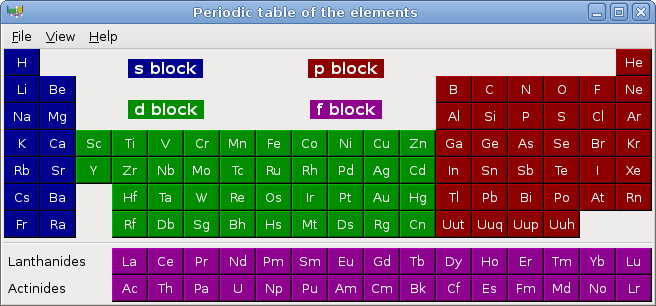 Periodic table of the elements
File View Help
H He
s block p block
Li Be B C N O F Ne
d block f block
Na Mg Al Si P S Cl Ar
K Ca Sc Ti V Cr Mn Fe Co Ni Cu Zn Ga Ge As Se Br Kr
Rb Sr Y Zr Nb Mo Tc Ru Rh Pd Ag Cd In Sn Sb Te I Xe
Cs Ba Hf Ta W Re Os Ir Pt Au Hg Tl Pb Bi Po At Rn
Fr Ra Rf Db Sg Bh Hs Mt Ds Rg Cn Uut Uuq Uup Uuh
Lanthanides La Ce Pr Nd Pm Sm Eu Gd Tb Dy Ho Er Tm Yb Lu
Actinides Ac Th Pa U Np Pu Am Cm Bk Cf Es Fm Md No Lr